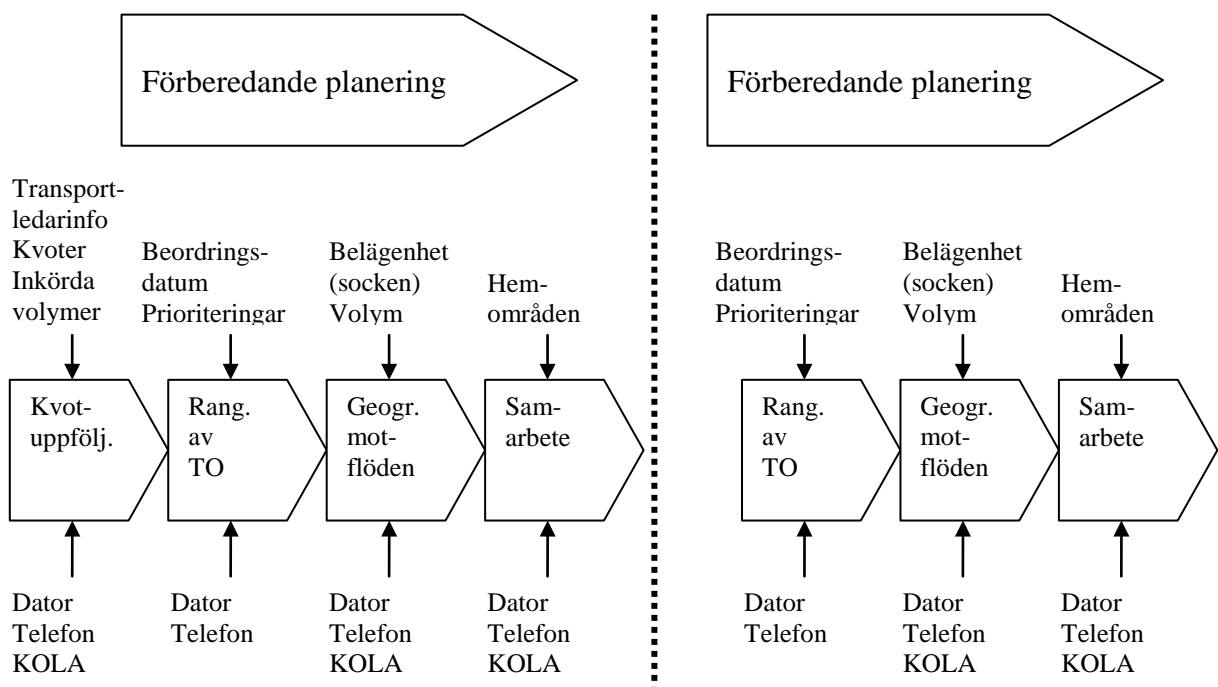 Förberedande planering
Förberedande planering
Transport-
ledarinfo
Kvoter
Inkörda
volymer
Beordrings-
datum
Prioriteringar
Belägenhet
(socken)
Volym
Hem-
områden
Beordrings-
datum
Prioriteringar
Belägenhet
(socken)
Volym
Hem-
områden
Kvot-
uppfölj.
Rang.
av
TO
Geogr.
mot-
flöden
Sam-
arbete
Rang.
av
TO
Geogr.
mot-
flöden
Sam-
arbete
Dator
Telefon
KOLA
Dator
Telefon
Dator
Telefon
KOLA
Dator
Telefon
KOLA
Dator
Telefon
Dator
Telefon
KOLA
Dator
Telefon
KOLA